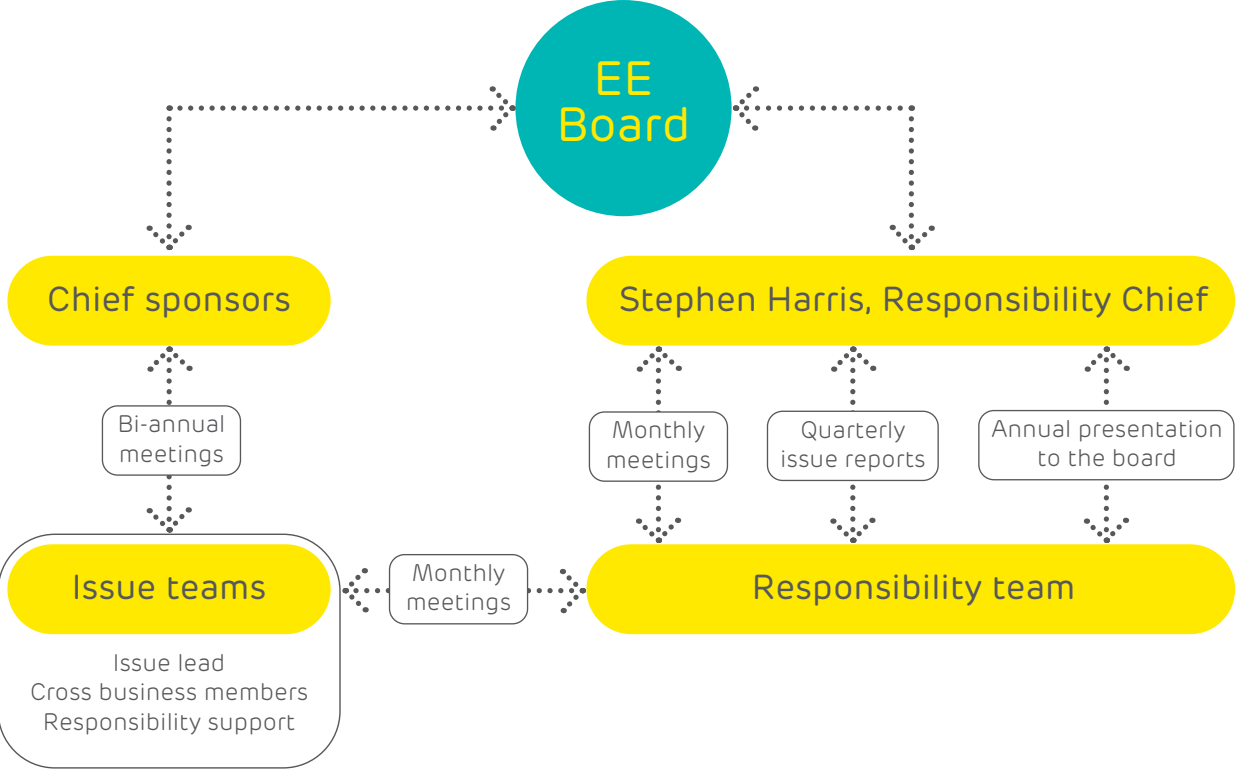 EE
Board
Chief sponsors
Stephen Harris, Responsibility Chief
Bi-annual
meetings
Monthly
meetings
Quarterly
issue reports
Annual presentation
to the board
Issue teams
Monthly
meetings
Responsibility team
Issue lead
Cross business members
Responsibility support